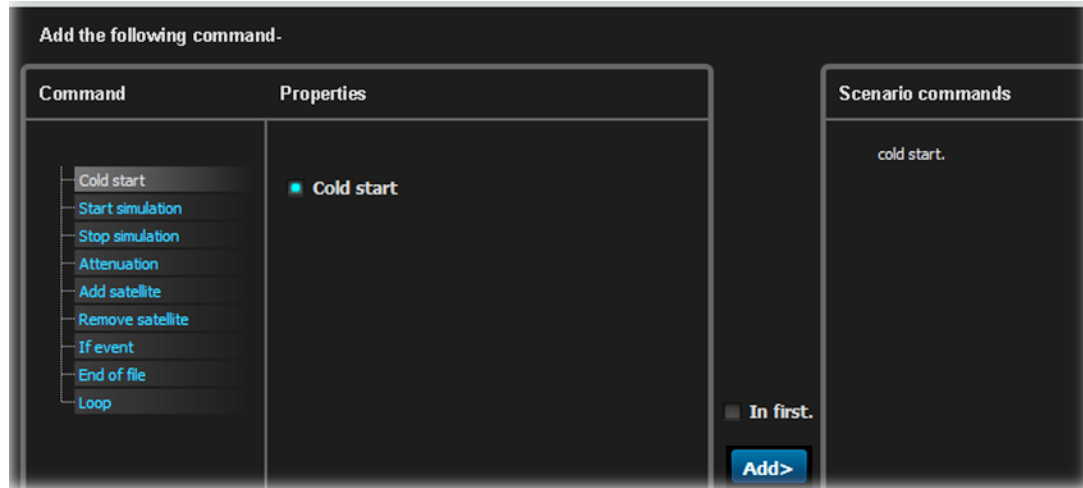 Add the following command-
Command
Properties
Scenario commands
Cold start
Start simulation
Stop simulation
Attenuation
Add satellite
Remove satellite
If event
End of file
Loop
Cold start
In first.
Add>
cold start.